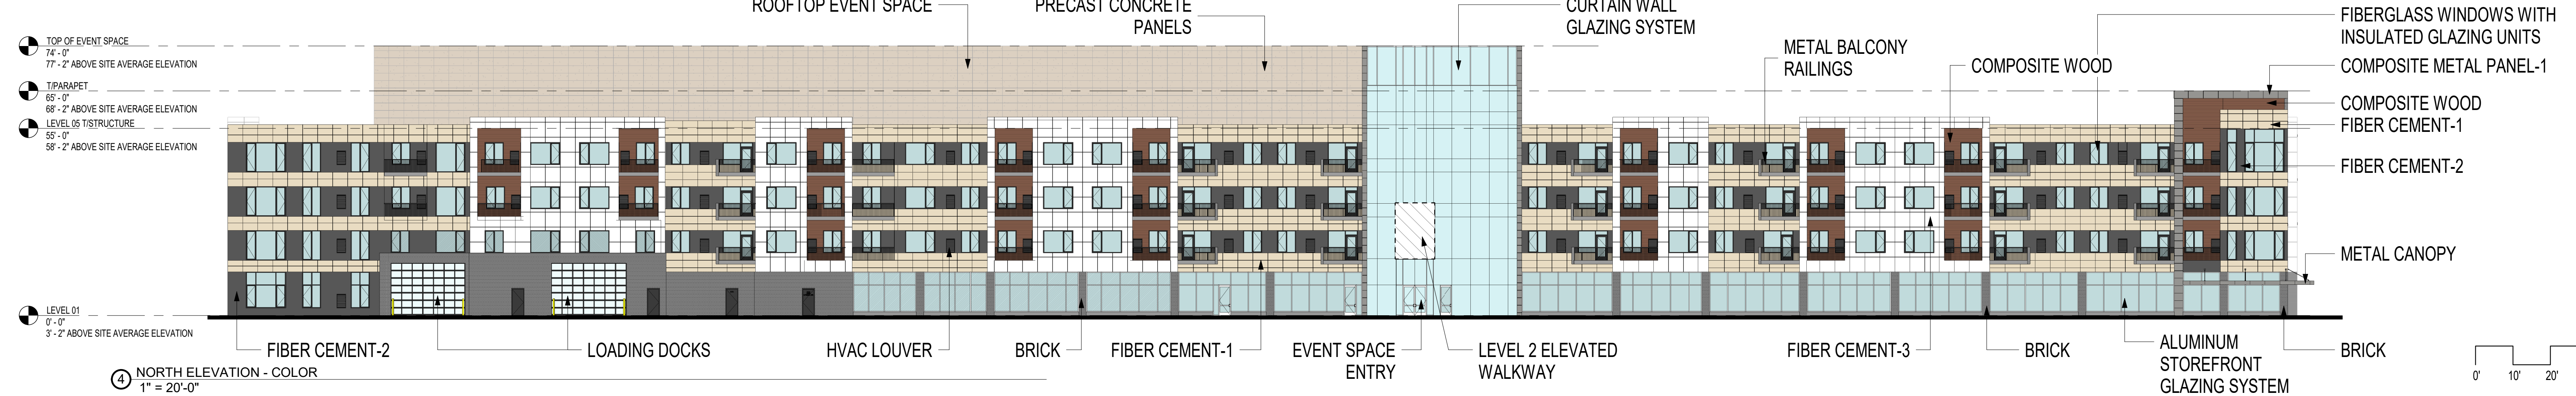 ROOFTOP EVENT SPACE
PRECAST CONCRETE
PANELS
CURTAIN WALL
GLAZING SYSTEM
METAL BALCONY
RAILINGS
COMPOSITE WOOD
FIBERGLASS WINDOWS WITH
INSULATED GLAZING UNITS
COMPOSITE METAL PANEL-1
COMPOSITE WOOD
FIBER CEMENT-1
FIBER CEMENT-2
METAL CANOPY
TOP OF EVENT SPACE
74' - 0"
77' - 2" ABOVE SITE AVERAGE ELEVATION
T/PARAPET
65' - 0"
68' - 2" ABOVE SITE AVERAGE ELEVATION
LEVEL 05 T/STRUCTURE
55' - 0"
58' - 2" ABOVE SITE AVERAGE ELEVATION
LEVEL 01
0' - 0"
3' - 2" ABOVE SITE AVERAGE ELEVATION
FIBER CEMENT-2
LOADING DOCKS
HVAC LOUVER
BRICK
FIBER CEMENT-1
EVENT SPACE
ENTRY
LEVEL 2 ELEVATED
WALKWAY
FIBER CEMENT-3
BRICK
ALUMINUM
STOREFRONT
GLAZING SYSTEM
BRICK
0' 10' 20'
4 NORTH ELEVATION - COLOR
1" = 20'-0"